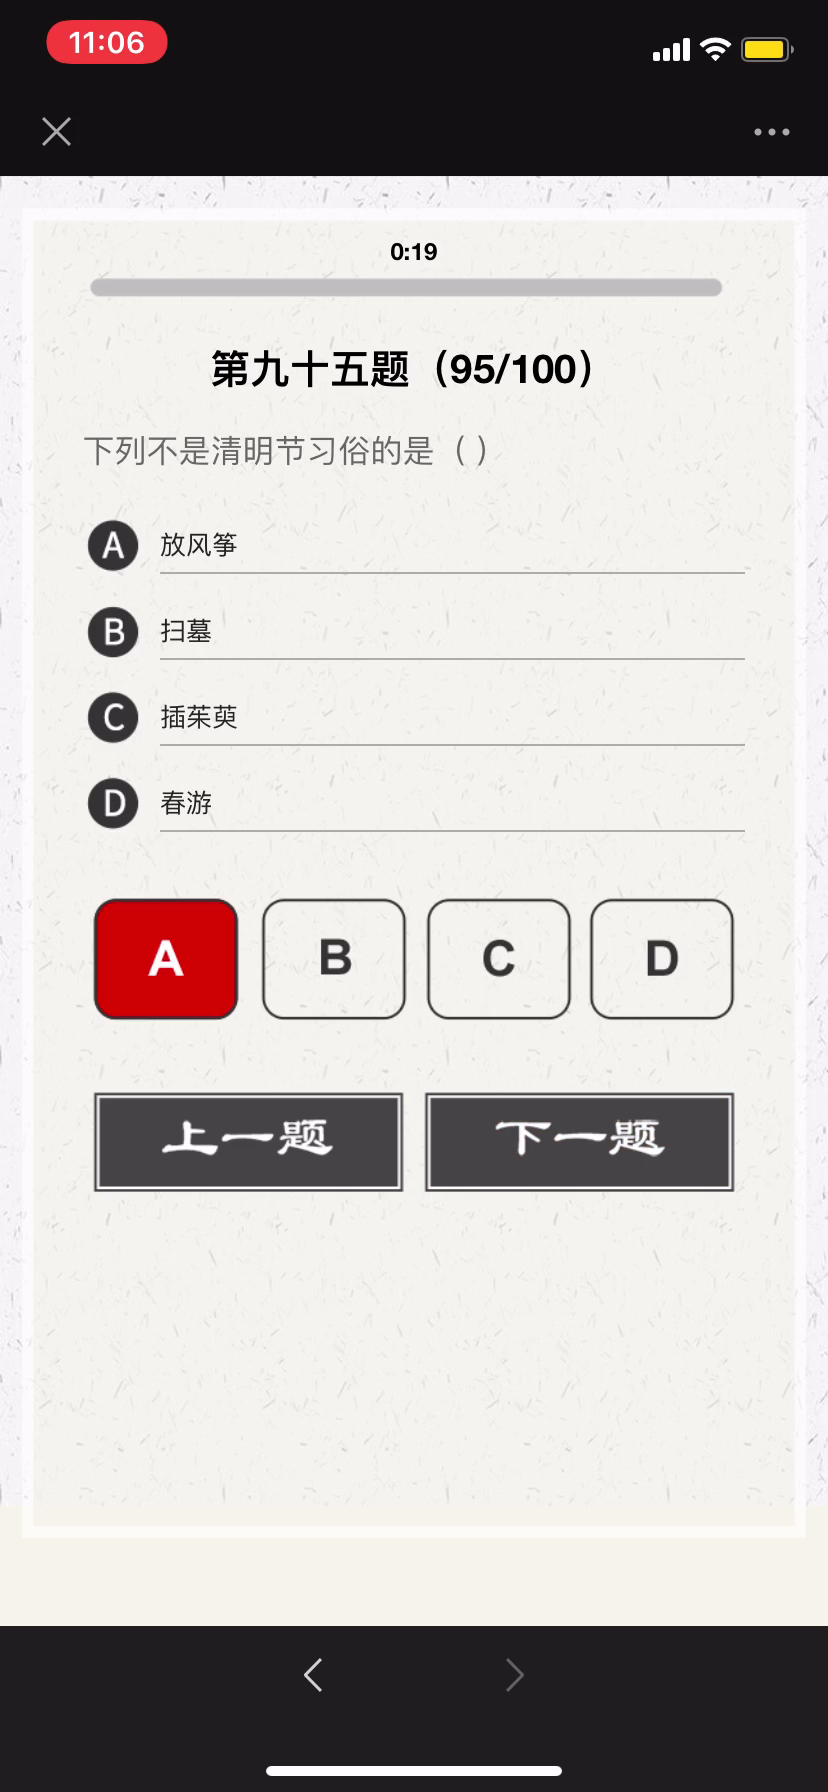 11:06
0:19
第九十五题（95/100）
下列不是清明节习俗的是（ ）
A 放风筝
B 扫墓
C 插茱萸
D 春游
A B C D
上一题 下一题